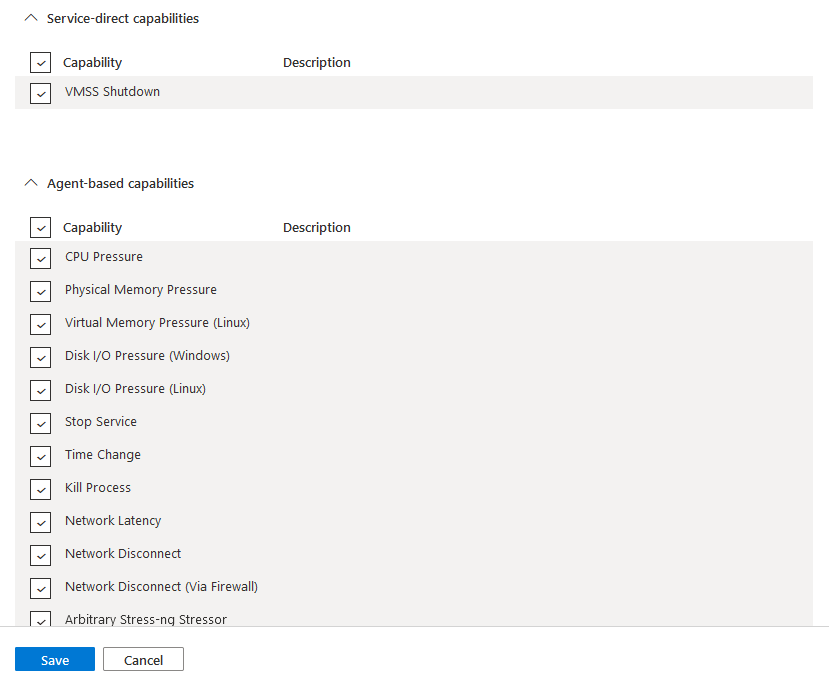 Service-direct capabilities
Capability Description
VMSS Shutdown
Agent-based capabilities
Capability Description
CPU Pressure
Physical Memory Pressure
Virtual Memory Pressure (Linux)
Disk I/O Pressure (Windows)
Disk I/O Pressure (Linux)
Stop Service
Time Change
Kill Process
Network Latency
Network Disconnect
Network Disconnect (Via Firewall)
Arbitrary Stress-ng Stressor
Save Cancel